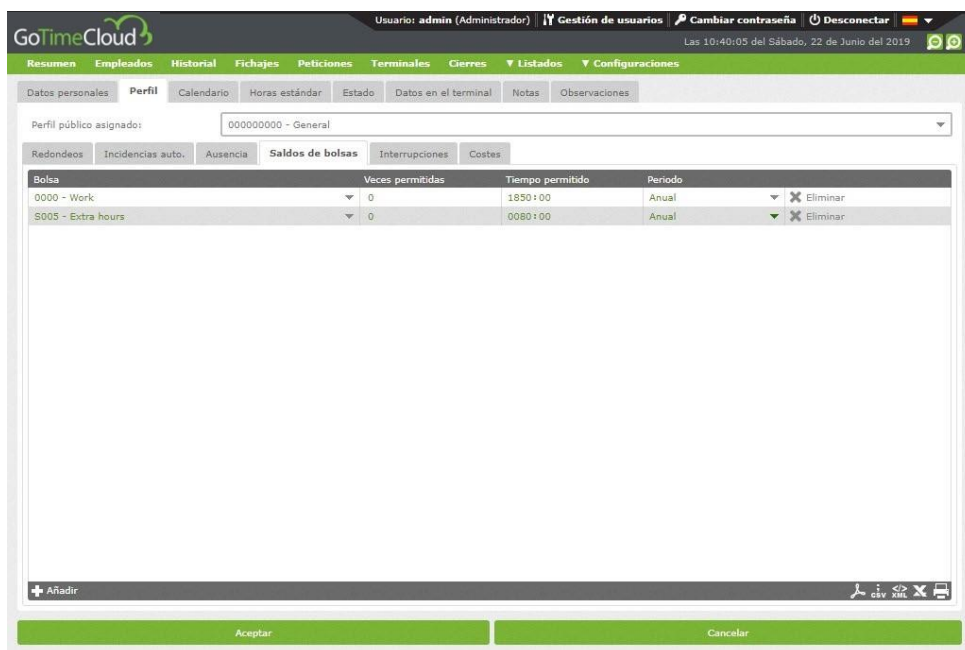 Usuario: admin (Administrador) Gestión de usuarios Cambiar contraseña Desconectar
GoTimeCloud
Las 10:40:05 del Sábado, 22 de Junio del 2019
Resumen Empleados Historial Fichajes Peticiones Terminales Cierres Listados Configuraciones
Datos personales Perfil Calendario Horas estándar Estado Datos en el terminal Notas Observaciones
Perfil público asignado: 000000000 - General
Redondeos Incidencias auto. Ausencia Saldos de bolsas Interrupciones Costes
Bolsa Veces permitidas Tiempo permitido Periodo
0000 - Work 0 1850:00 Anual Eliminar
S005 - Extra hours 0 0080:00 Anual Eliminar
Añadir CSV XML
Aceptar Cancelar